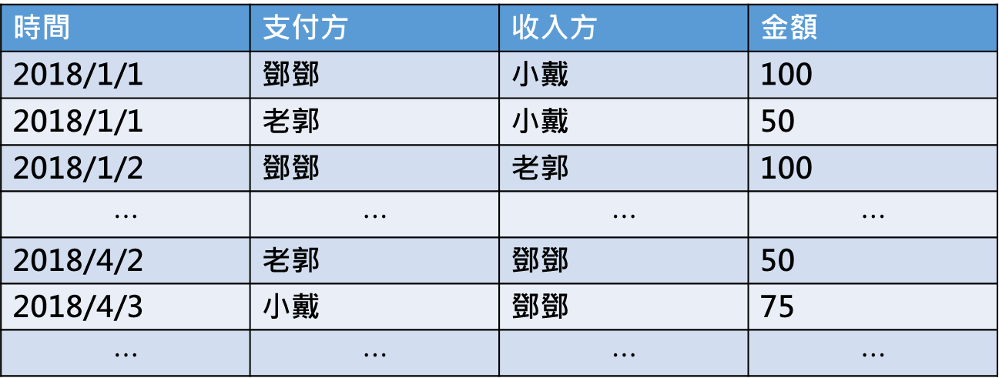 時間 支付方 收入方 金額
2018/1/1 鄧鄧 小戴 100
2018/1/1 老郭 小戴 50
2018/1/2 鄧鄧 老郭 100
… … … …
2018/4/2 老郭 鄧鄧 50
2018/4/3 小戴 鄧鄧 75
… … … …